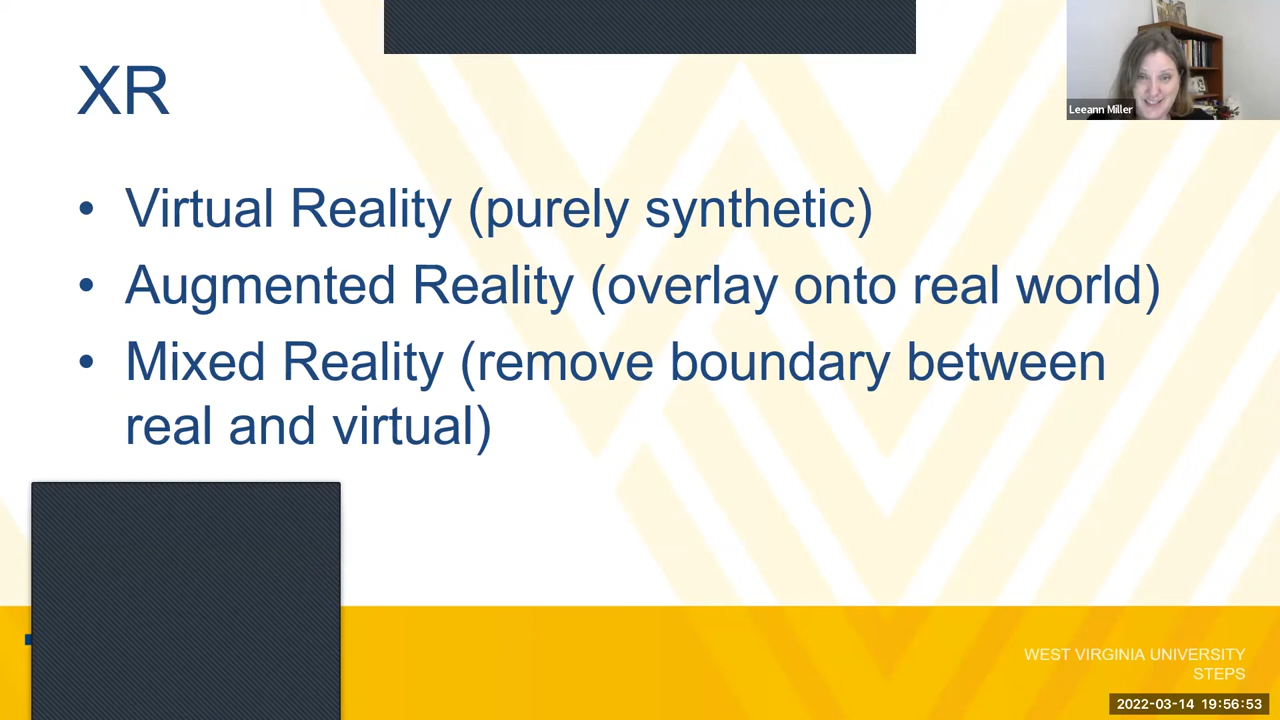 XR
Leeann Miller
• Virtual Reality (purely synthetic)
• Augmented Reality (overlay onto real world)
• Mixed Reality (remove boundary between
real and virtual)
WEST VIRGINIA UNIVERSITY
STEPS
2022-03-14 19:56:53